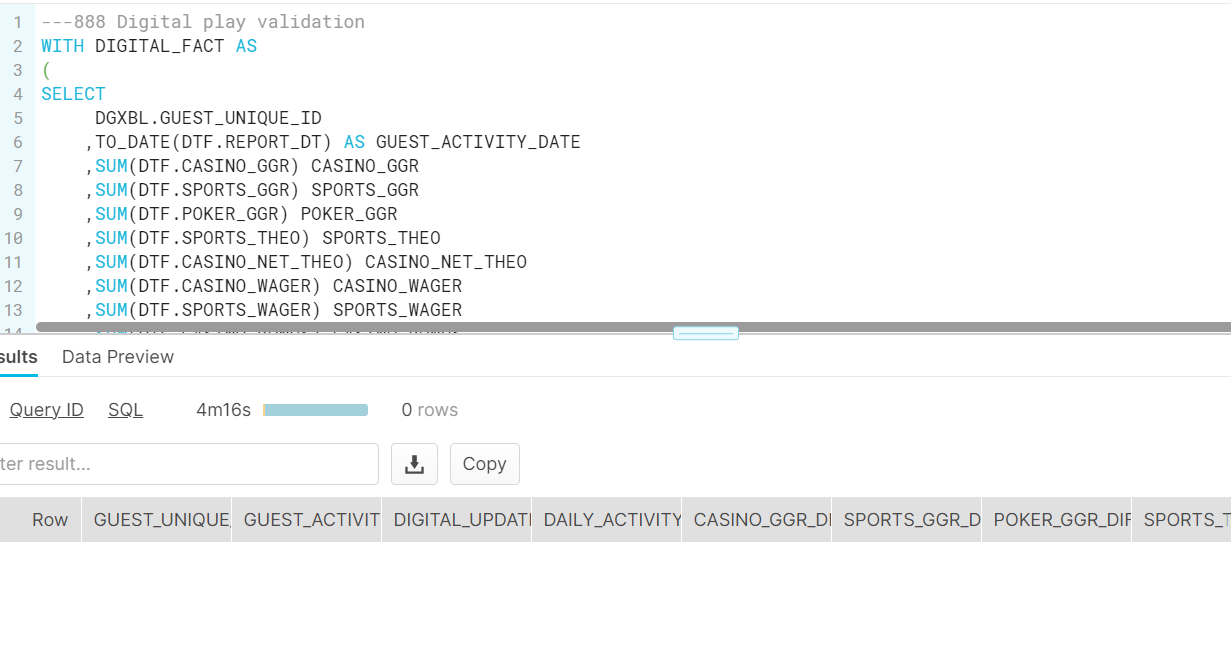 1 ---888 Digital play validation
2 WITH DIGITAL_FACT AS
3 (
4 SELECT
5 DGXBL.GUEST_UNIQUE_ID
6 ,TO_DATE(DTF.REPORT_DT) AS GUEST_ACTIVITY_DATE
7 ,SUM(DTF.CASINO_GGR) CASINO_GGR
8 ,SUM(DTF.SPORTS_GGR) SPORTS_GGR
9 ,SUM(DTF.POKER_GGR) POKER_GGR
10 ,SUM(DTF.SPORTS_THEO) SPORTS_THEO
11 ,SUM(DTF.CASINO_NET_THEO) CASINO_NET_THEO
12 ,SUM(DTF.CASINO_WAGER) CASINO_WAGER
13 ,SUM(DTF.SPORTS_WAGER) SPORTS_WAGER
14
sults Data Preview
Query ID SQL 4m16s 0 rows
ter result... Copy
Row GUEST_UNIQUE_ GUEST_ACTIVIT DIGITAL_UPDATI DAILY_ACTIVITY CASINO_GGR_DI SPORTS_GGR_D POKER_GGR_DIF SPORTS_T